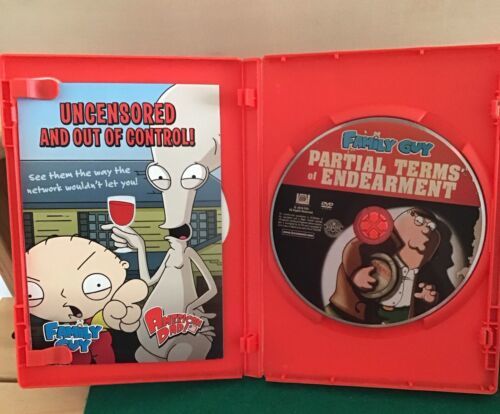 UNCENSORED
AND OUT OF CONTROL!
See them the way the
network wouldn't let you!
FAMILY
GUY
AMERICAN
DAD!
FAMILY GUY
PARTIAL TERMS
of ENDEARMENT
FOX
DVD